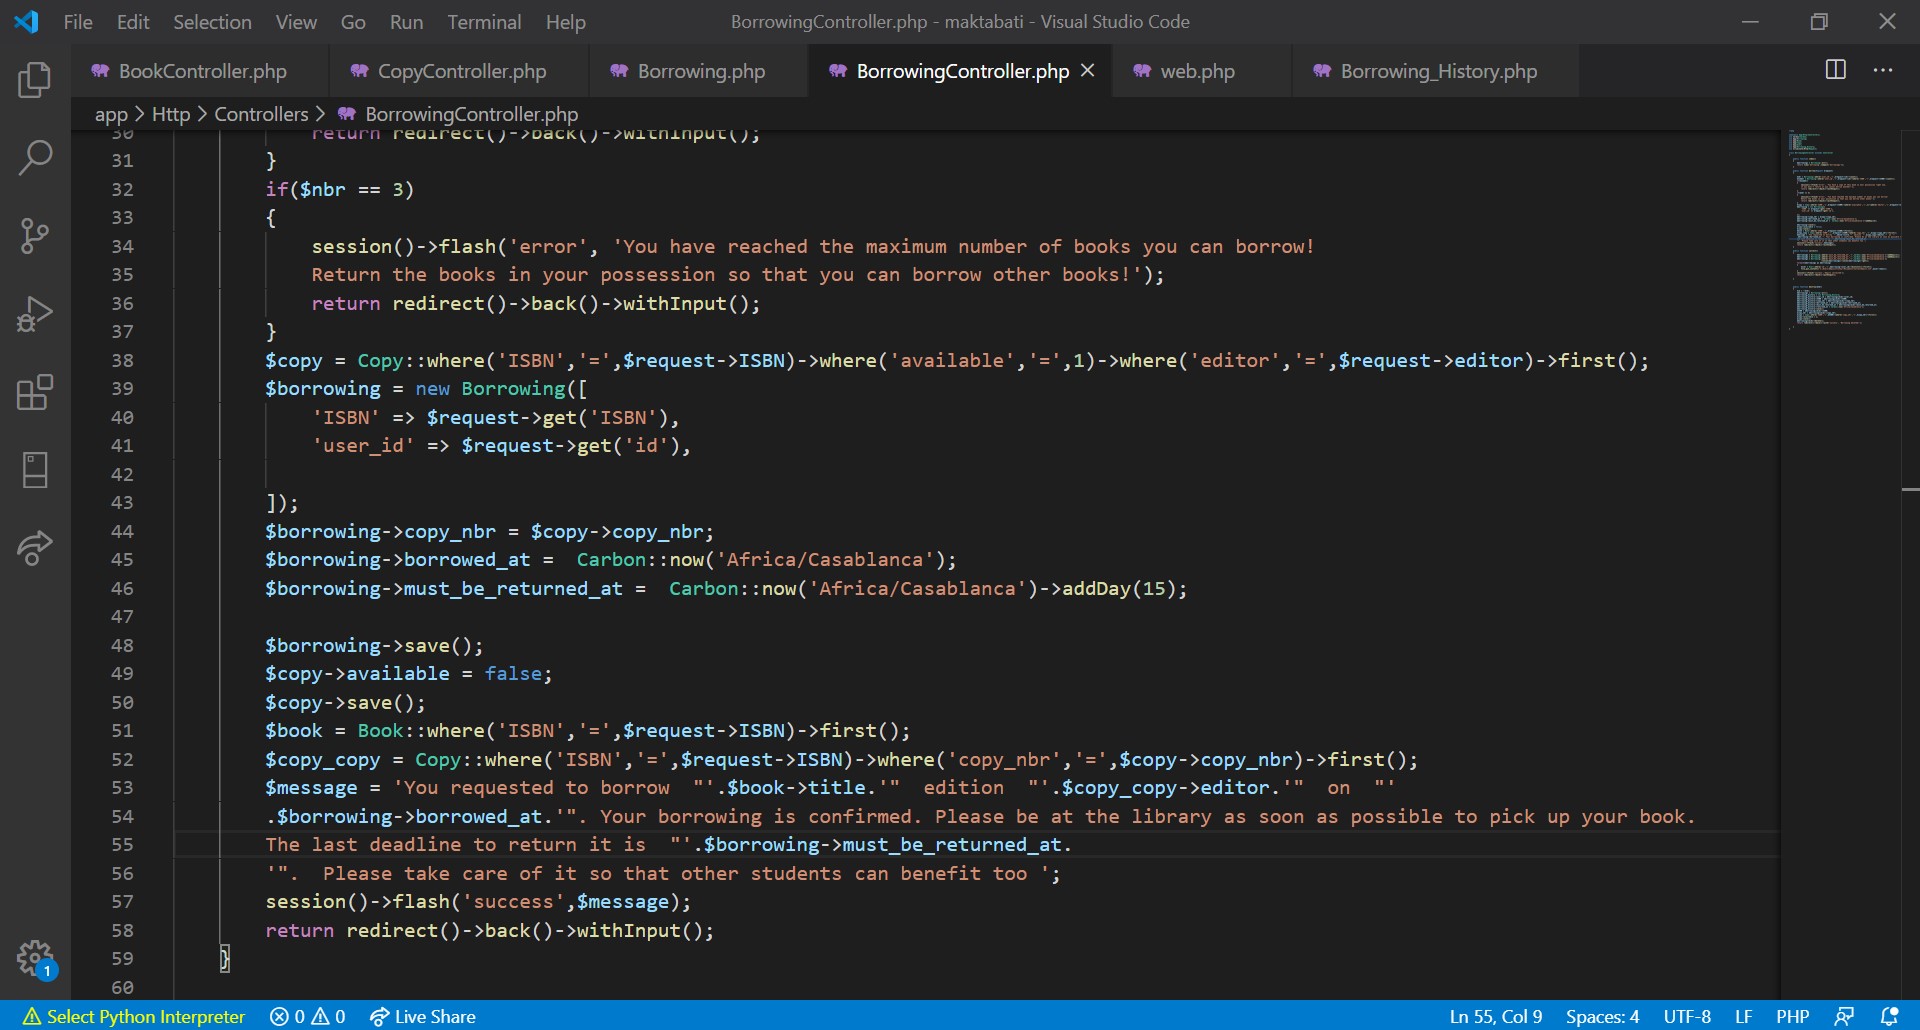 File Edit Selection View Go Run Terminal Help BorrowingController.php - maktabati - Visual Studio Code
BookController.php CopyController.php Borrowing.php BorrowingController.php web.php Borrowing_History.php
app > Http > Controllers > BorrowingController.php
30 return redirect()->back()->withInput();
31 }
32 if($nbr == 3)
33 {
34 session()->flash('error', 'You have reached the maximum number of books you can borrow!
35 Return the books in your possession so that you can borrow other books!');
36 return redirect()->back()->withInput();
37 }
38 $copy = Copy::where('ISBN','=',$request->ISBN)->where('available','=',1)->where('editor','=',$request->editor)->first();
39 $borrowing = new Borrowing([
40 'ISBN' => $request->get('ISBN'),
41 'user_id' => $request->get('id'),
42
43 ]);
44 $borrowing->copy_nbr = $copy->copy_nbr;
45 $borrowing->borrowed_at =  Carbon::now('Africa/Casablanca');
46 $borrowing->must_be_returned_at =  Carbon::now('Africa/Casablanca')->addDay(15);
47
48 $borrowing->save();
49 $copy->available = false;
50 $copy->save();
51 $book = Book::where('ISBN','=',$request->ISBN)->first();
52 $copy_copy = Copy::where('ISBN','=',$request->ISBN)->where('copy_nbr','=',$copy->copy_nbr)->first();
53 $message = 'You requested to borrow  "'.$book->title.'"  edition  "'.$copy_copy->editor.'"  on  "'
54 .$borrowing->borrowed_at.'". Your borrowing is confirmed. Please be at the library as soon as possible to pick up your book.
55 The last deadline to return it is  "'.$borrowing->must_be_returned_at.
56 '".  Please take care of it so that other students can benefit too ';
57 session()->flash('success',$message);
58 return redirect()->back()->withInput();
59 }
60
1
Select Python Interpreter 0 0 Live Share Ln 55, Col 9 Spaces: 4 UTF-8 LF PHP